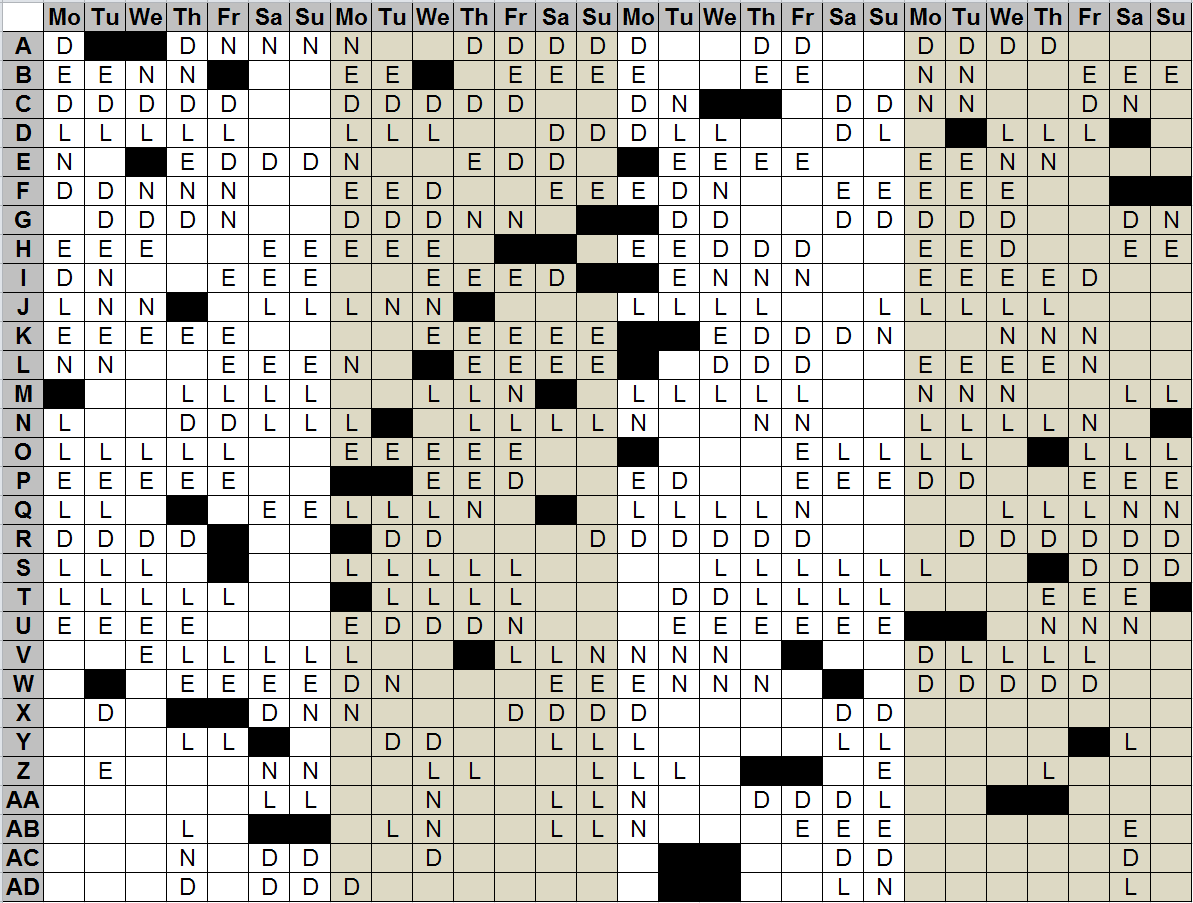 Mo Tu We Th Fr Sa Su Mo Tu We Th Fr Sa Su Mo Tu We Th Fr Sa Su Mo Tu We Th Fr Sa Su
A D D N N N N D D D D D D D D D D D
B E E N N E E E E E E E E N N E E E
C D D D D D D D D D D D N D D N N D N
D L L L L L L L L D D D L L D L L L L
E N E D D D N E D D E E E E E E N N
F D D N N N E E D E E E D N E E E E E
G D D D N D D D N N D D D D D D D D N
H E E E E E E E E E E D D D E E D E E
I D N E E E E E E D E N N N E E E E D
J L N N L L L N N L L L L L L L L L
K E E E E E E E E E E E D D D N N N N
L N N E E E N E E E E D D D E E E E N
M L L L L L L N L L L L L N N N L L
N L D D L L L L L L L N N N L L L L N
O L L L L L E E E E E E L L L L L L L
P E E E E E E E D E D E E E D D E E E
Q L L E E L L L N L L L L N L L L N N
R D D D D D D D D D D D D D D D D D D
S L L L L L L L L L L L L L L D D D
T L L L L L L L L L D D L L L L E E E
U E E E E E D D D N E E E E E E N N N
V E L L L L L L L N N N N D L L L L
W E E E E D N E E E N N N D D D D D
X D D N N D D D D D D
Y L L D D L L L L L L
Z E N N L L L L L E L
AA L L N L L N D D D L
AB L L N L L N E E E E
AC N D D D D D D
AD D D D D L N L